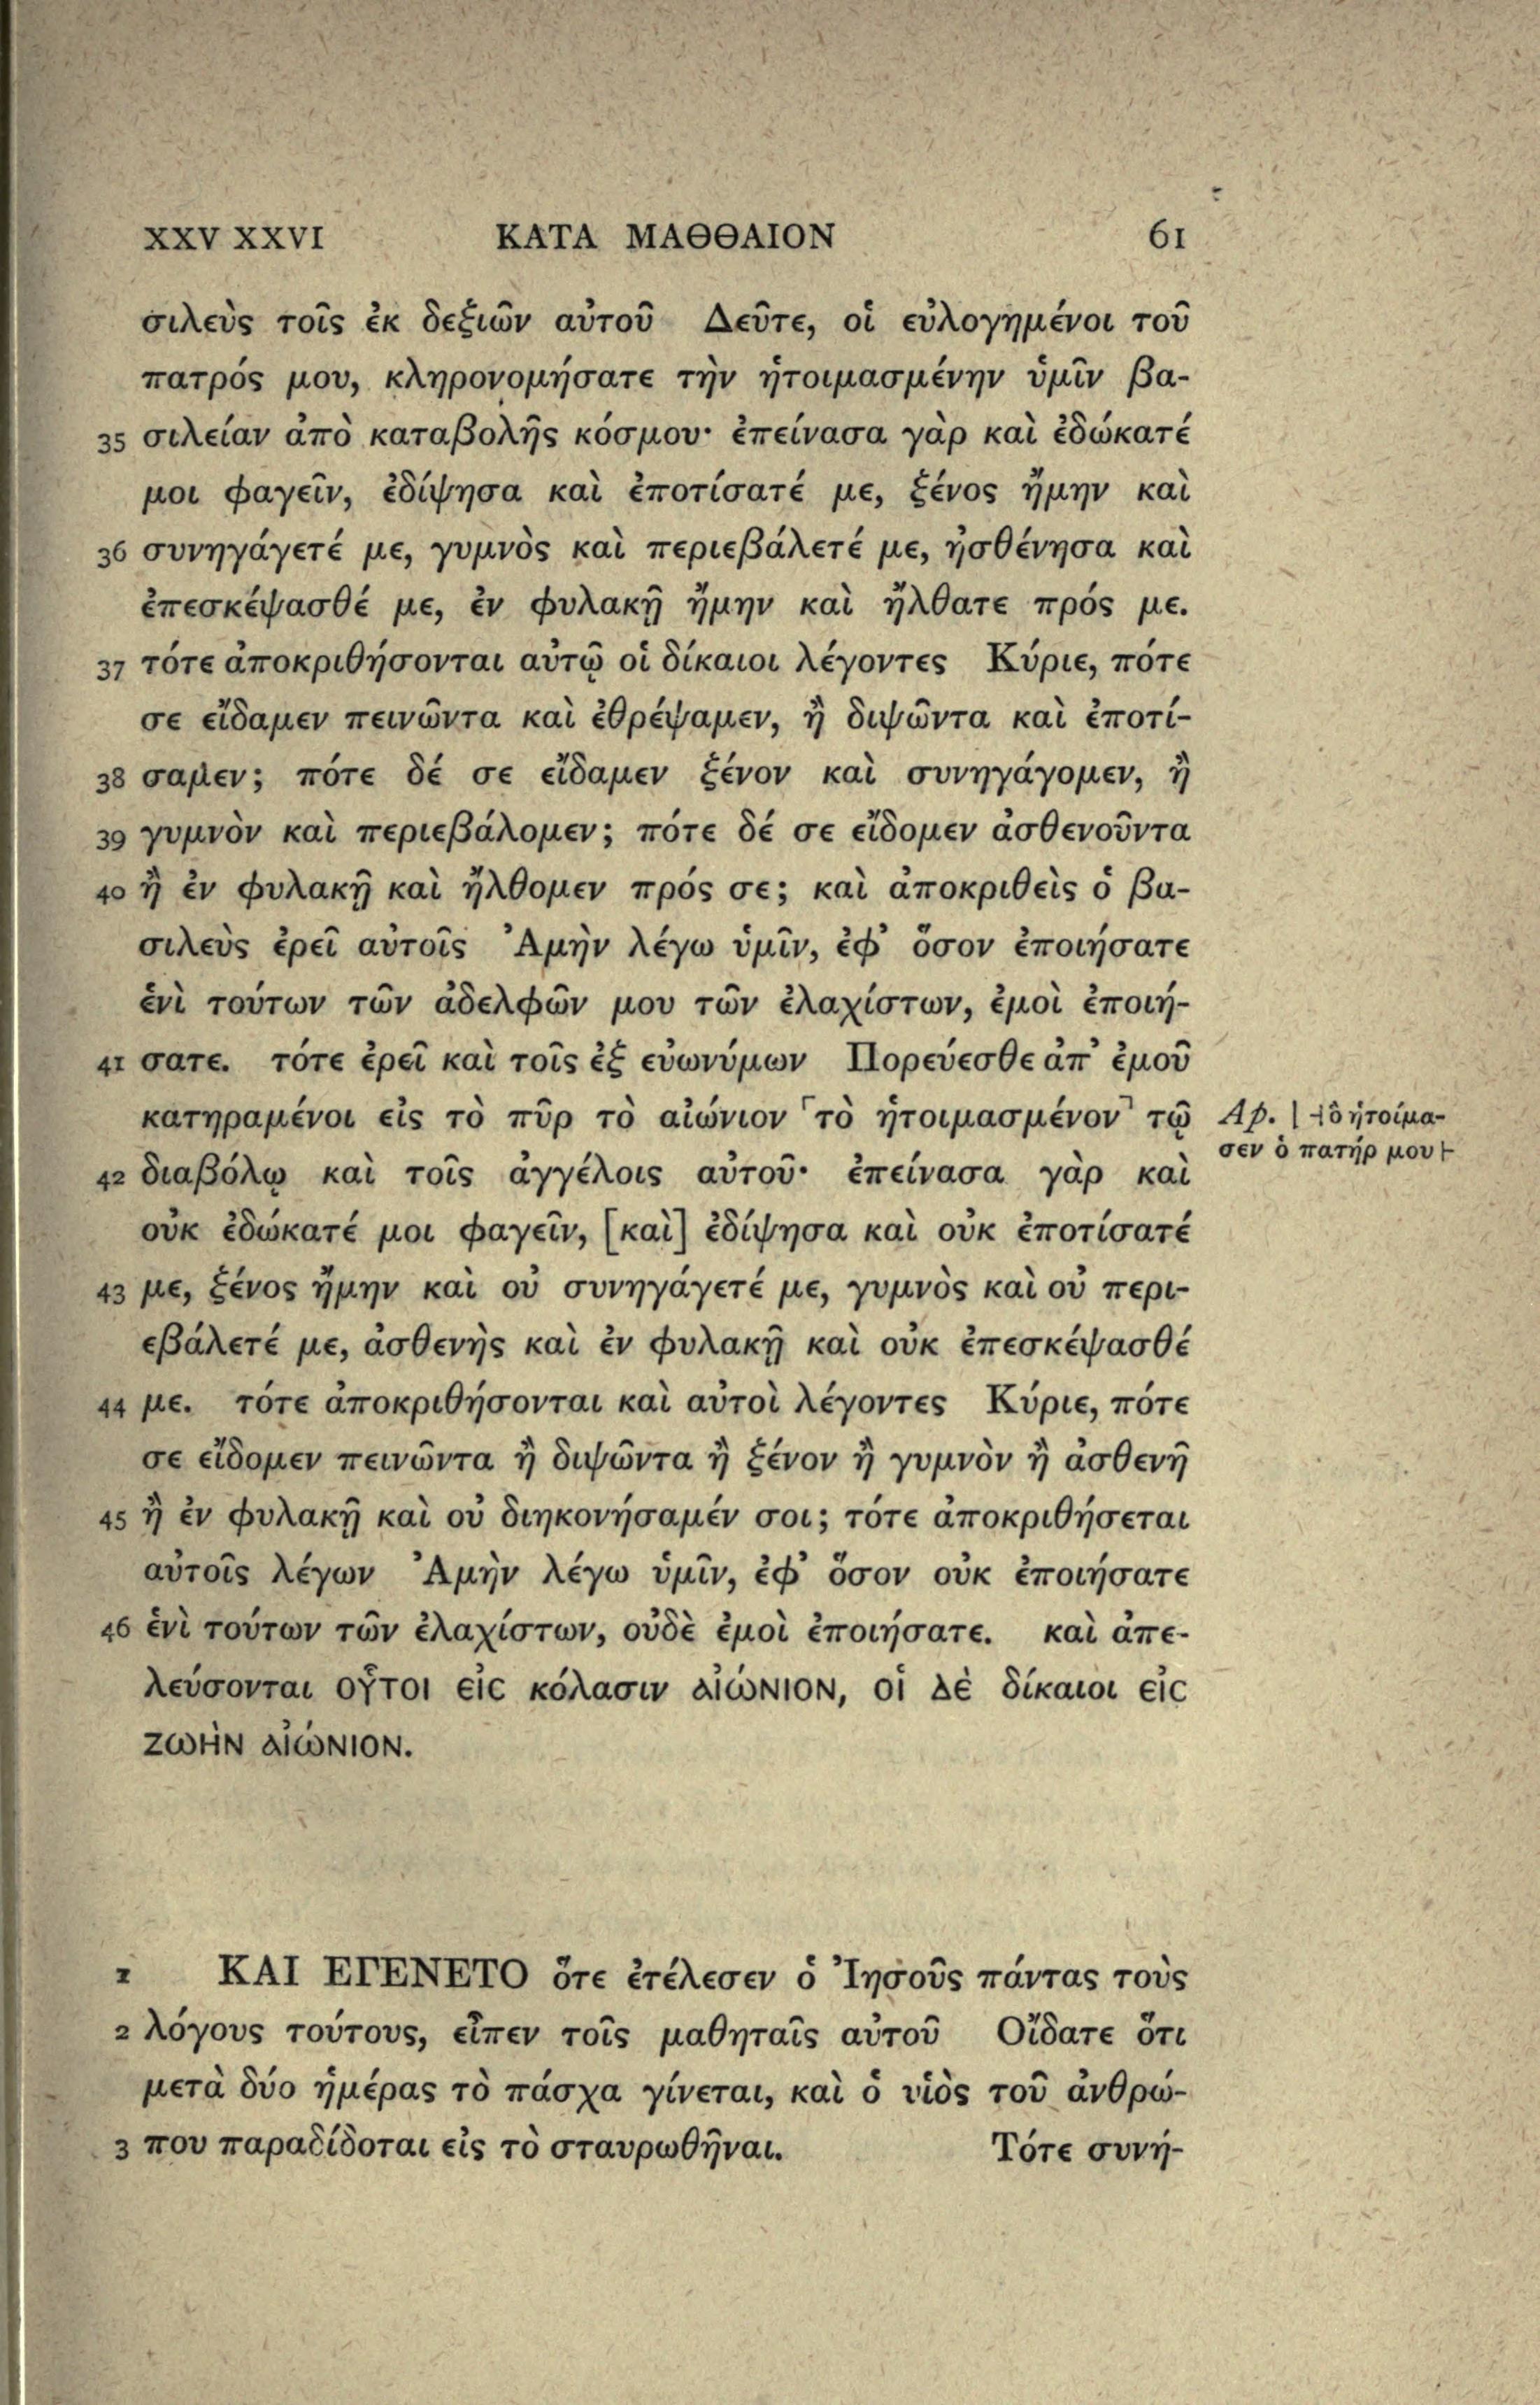 XXV XXVI ΚΑΤΑ ΜΑΘΘΑΙΟΝ 61
σιλεὺς τοῖς ἐκ δεξιῶν αὐτοῦ Δεῦτε, οἱ εὐλογημένοι τοῦ
πατρός μου, κληρονομήσατε τὴν ἡτοιμασμένην ὑμῖν βα-
35 σιλείαν ἀπὸ καταβολῆς κόσμου· ἐπείνασα γὰρ καὶ ἐδώκατέ
μοι φαγεῖν, ἐδίψησα καὶ ἐποτίσατέ με, ξένος ἤμην καὶ
36 συνηγάγετέ με, γυμνὸς καὶ περιεβάλετέ με, ἠσθένησα καὶ
ἐπεσκέψασθέ με, ἐν φυλακῇ ἤμην καὶ ἤλθατε πρός με.
37 τότε ἀποκριθήσονται αὐτῷ οἱ δίκαιοι λέγοντες Κύριε, πότε
σε εἴδαμεν πεινῶντα καὶ ἐθρέψαμεν, ἢ διψῶντα καὶ ἐποτί-
38 σαμεν; πότε δέ σε εἴδαμεν ξένον καὶ συνηγάγομεν, ἢ
39 γυμνὸν καὶ περιεβάλομεν; πότε δέ σε εἴδομεν ἀσθενοῦντα
40 ἢ ἐν φυλακῇ καὶ ἤλθομεν πρός σε; καὶ ἀποκριθεὶς ὁ βα-
σιλεὺς ἐρεῖ αὐτοῖς Ἀμὴν λέγω ὑμῖν, ἐφ᾽ ὅσον ἐποιήσατε
ἑνὶ τούτων τῶν ἀδελφῶν μου τῶν ἐλαχίστων, ἐμοὶ ἐποιή-
41 σατε. τότε ἐρεῖ καὶ τοῖς ἐξ εὐωνύμων Πορεύεσθε ἀπ᾽ ἐμοῦ
κατηραμένοι εἰς τὸ πῦρ τὸ αἰώνιον ⸀τὸ ἡτοιμασμένον⸣ τῷ
Ap. | ⊣ὃ ἡτοίμα-
σεν ὁ πατήρ μου⊢
42 διαβόλῳ καὶ τοῖς ἀγγέλοις αὐτοῦ· ἐπείνασα γὰρ καὶ
οὐκ ἐδώκατέ μοι φαγεῖν, [καὶ] ἐδίψησα καὶ οὐκ ἐποτίσατέ
43 με, ξένος ἤμην καὶ οὐ συνηγάγετέ με, γυμνὸς καὶ οὐ περι-
εβάλετέ με, ἀσθενὴς καὶ ἐν φυλακῇ καὶ οὐκ ἐπεσκέψασθέ
44 με. τότε ἀποκριθήσονται καὶ αὐτοὶ λέγοντες Κύριε, πότε
σε εἴδομεν πεινῶντα ἢ διψῶντα ἢ ξένον ἢ γυμνὸν ἢ ἀσθενῆ
45 ἢ ἐν φυλακῇ καὶ οὐ διηκονήσαμέν σοι; τότε ἀποκριθήσεται
αὐτοῖς λέγων Ἀμὴν λέγω ὑμῖν, ἐφ᾽ ὅσον οὐκ ἐποιήσατε
46 ἑνὶ τούτων τῶν ἐλαχίστων, οὐδὲ ἐμοὶ ἐποιήσατε. καὶ ἀπε-
λεύσονται οὗτοι εἰς κόλασιν αἰώνιον, οἱ δὲ δίκαιοι εἰς
ζωὴν αἰώνιον.
1 ΚΑΙ ΕΓΕΝΕΤΟ ὅτε ἐτέλεσεν ὁ Ἰησοῦς πάντας τοὺς
2 λόγους τούτους, εἶπεν τοῖς μαθηταῖς αὐτοῦ Οἴδατε ὅτι
μετὰ δύο ἡμέρας τὸ πάσχα γίνεται, καὶ ὁ υἱὸς τοῦ ἀνθρώ-
3 που παραδίδοται εἰς τὸ σταυρωθῆναι. Τότε συνή-